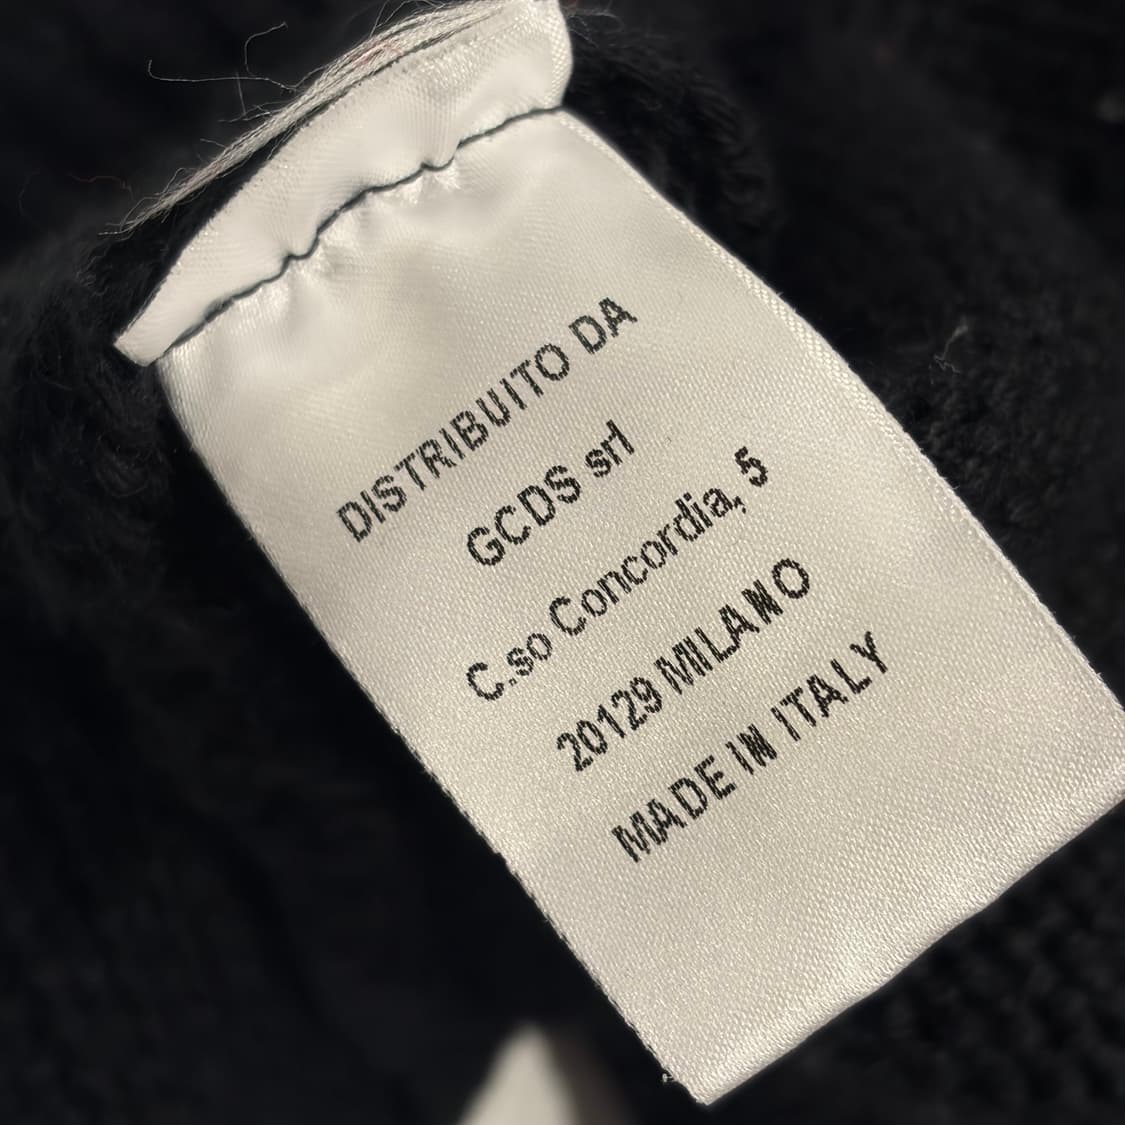 DISTRIBUITO DA
GCDS srl
C.so Concordia, 5
20129 MILANO
MADE IN ITALY